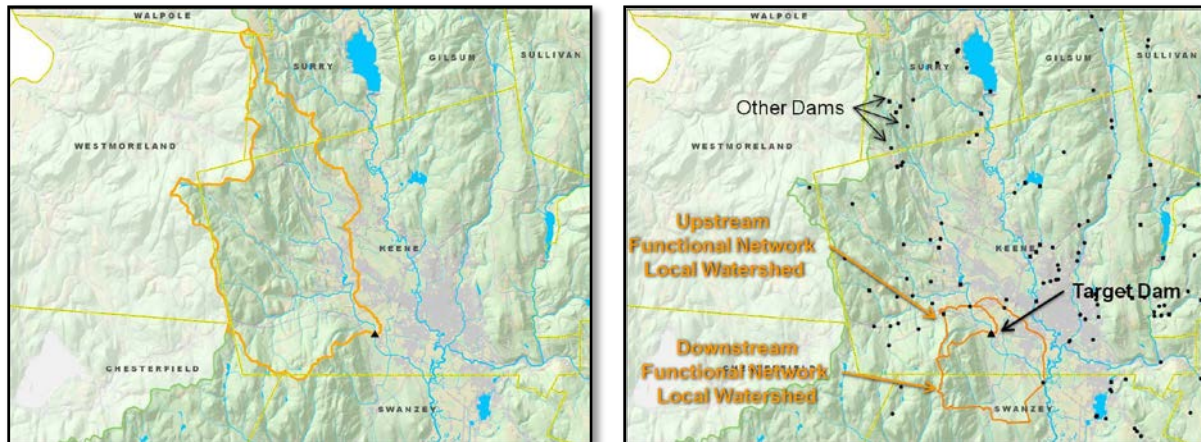 WALPOLE
SURRY
GILSUM
SULLIVAN
WESTMORELAND
KEENE
CHESTERFIELD
SWANZEY
WALPOLE
SURRY
GILSUM
SULLIVAN
Other Dams
WESTMORELAND
Upstream
Functional Network
Local Watershed
KEENE
Target Dam
Downstream
Functional Network
Local Watershed
SWANZEY